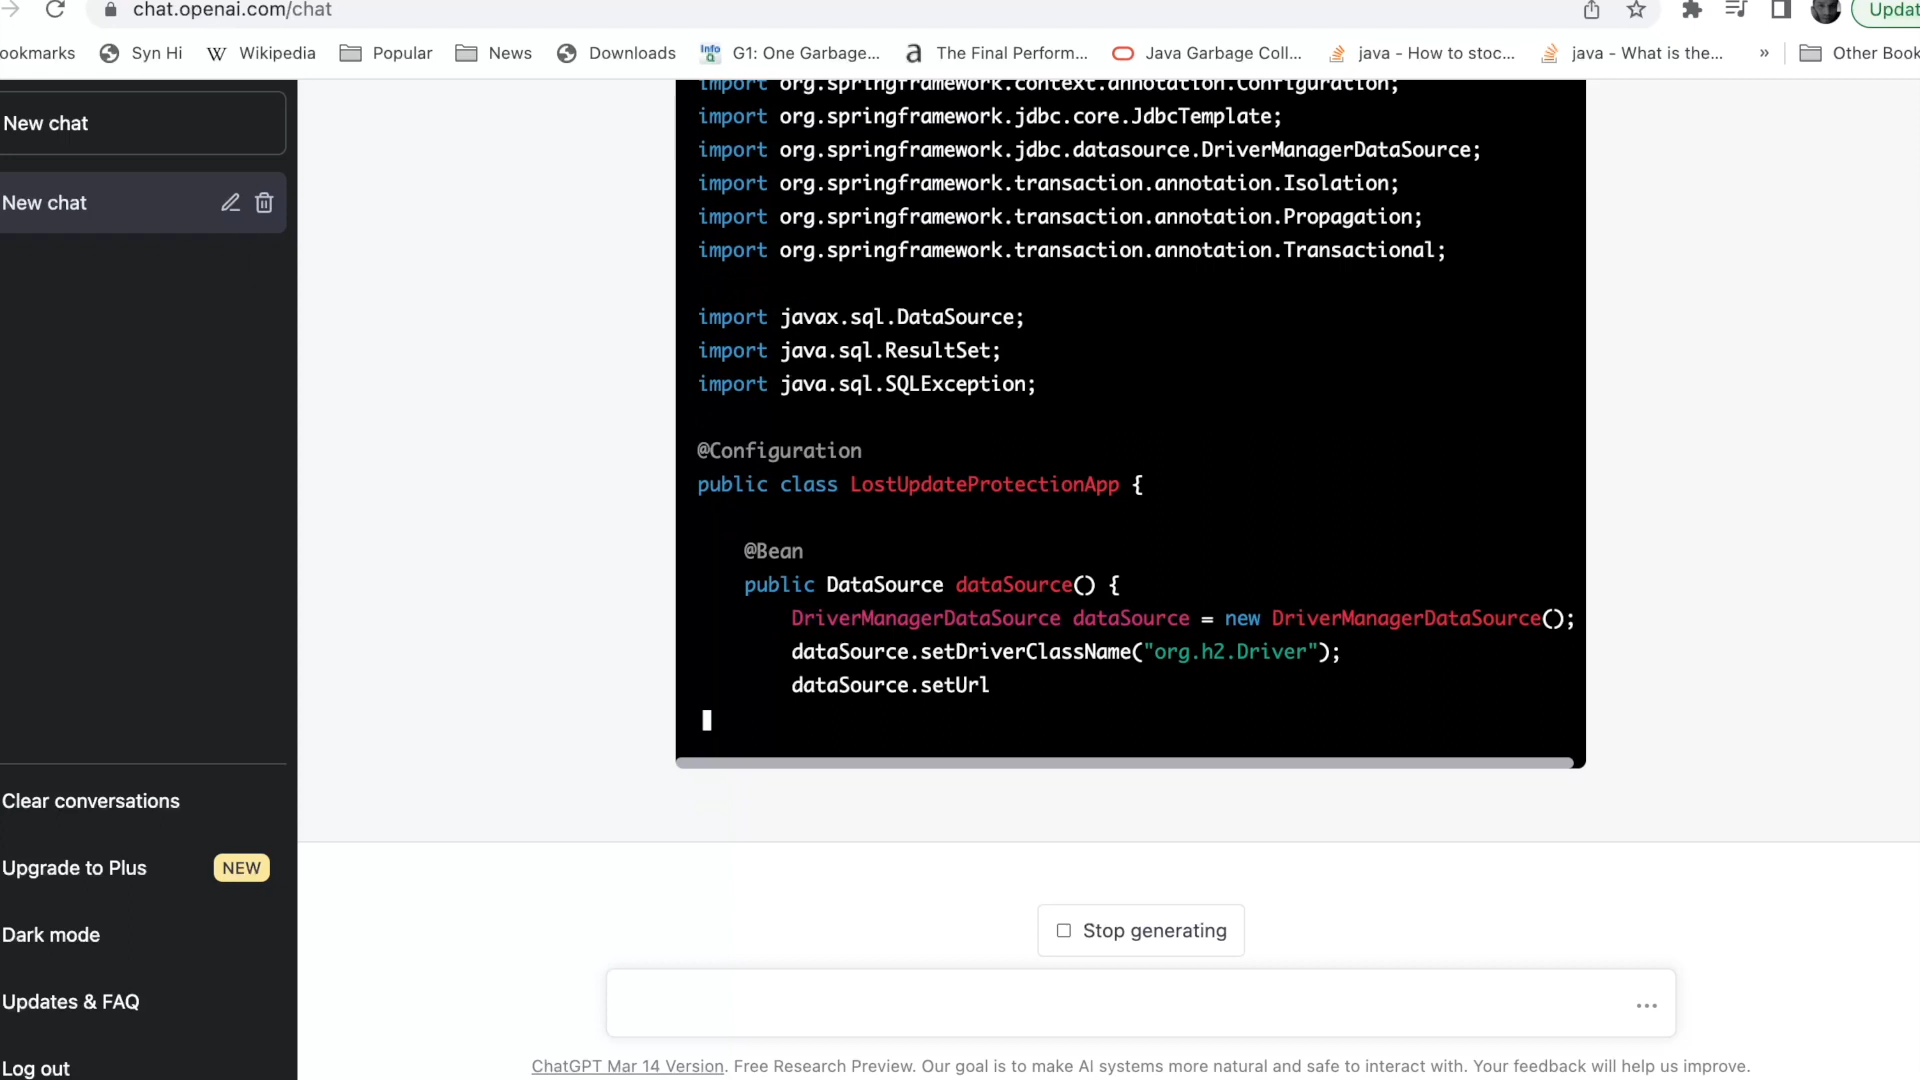 chat.openai.com/chat
Updat
ookmarks Syn Hi Wikipedia Popular News Downloads G1: One Garbage... The Final Perform... Java Garbage Coll... java - How to stoc... java - What is the... » Other Book
New chat
New chat
import org.springframework.context.annotation.Configuration;
import org.springframework.jdbc.core.JdbcTemplate;
import org.springframework.jdbc.datasource.DriverManagerDataSource;
import org.springframework.transaction.annotation.Isolation;
import org.springframework.transaction.annotation.Propagation;
import org.springframework.transaction.annotation.Transactional;
import javax.sql.DataSource;
import java.sql.ResultSet;
import java.sql.SQLException;
@Configuration
public class LostUpdateProtectionApp {
@Bean
public DataSource dataSource() {
DriverManagerDataSource dataSource = new DriverManagerDataSource();
dataSource.setDriverClassName("org.h2.Driver");
dataSource.setUrl
Clear conversations
Upgrade to Plus NEW
Dark mode
Updates & FAQ
Log out
Stop generating
ChatGPT Mar 14 Version. Free Research Preview. Our goal is to make AI systems more natural and safe to interact with. Your feedback will help us improve.